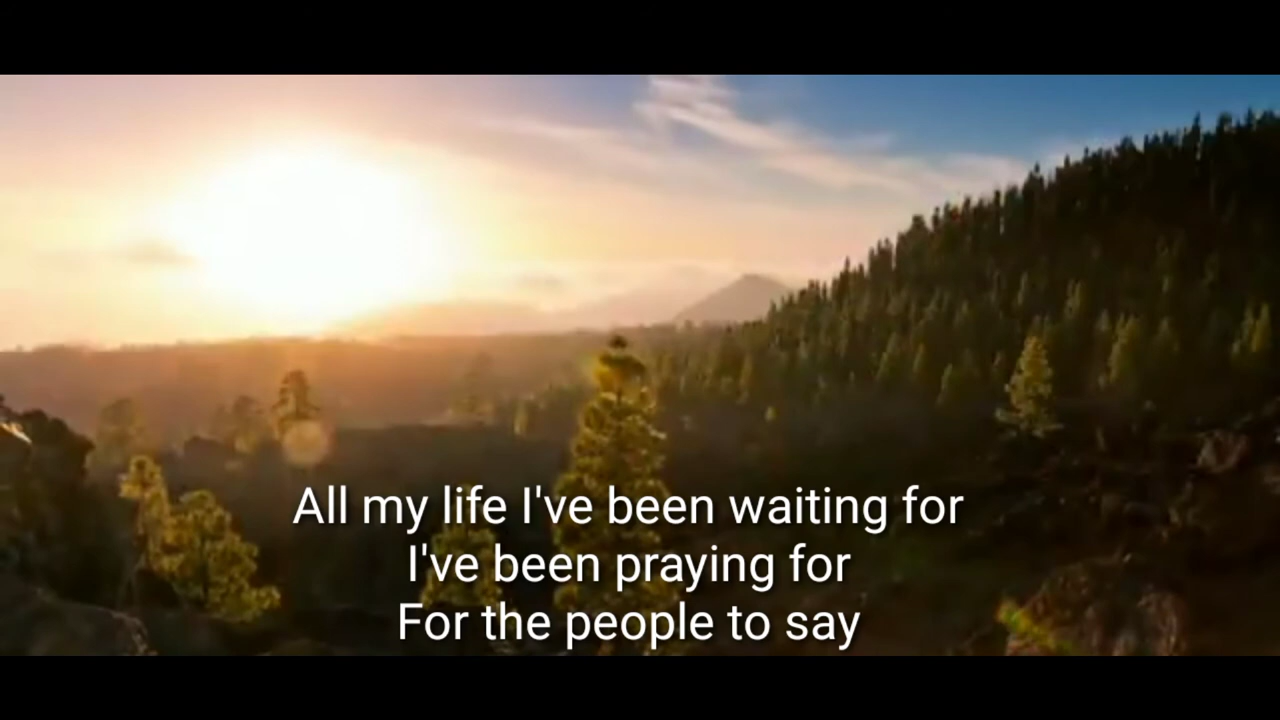 All my life I've been waiting for
I've been praying for
For the people to say